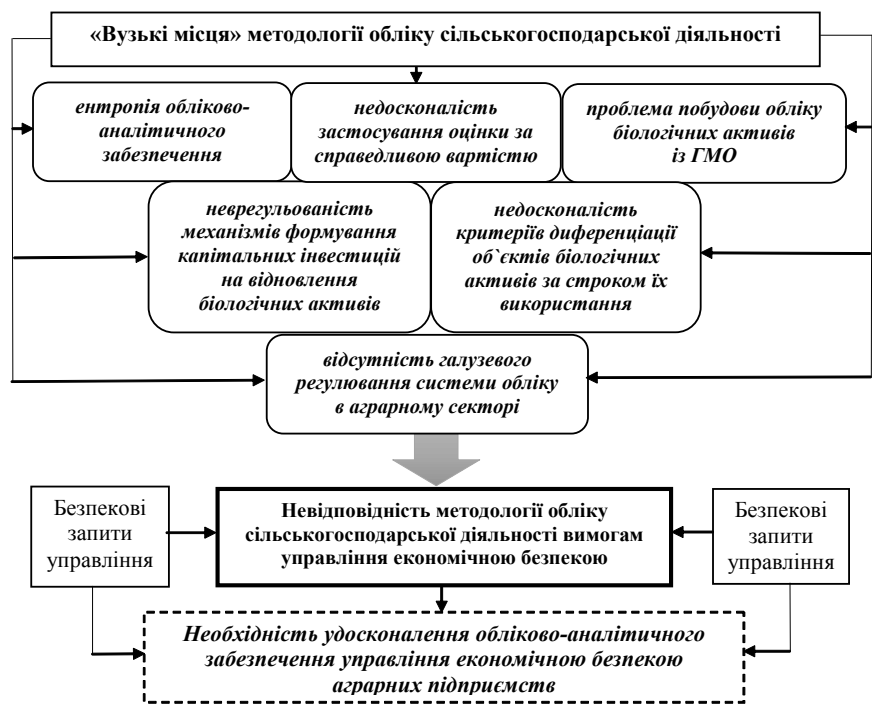 «Вузькі місця» методології обліку сільськогосподарської діяльності
ентропія обліково-
аналітичного
забезпечення
недосконалість
застосування оцінки за
справедливою вартістю
проблема побудови обліку
біологічних активів
із ГМО
неврегульованість
механізмів формування
капітальних інвестицій
на відновлення
біологічних активів
недосконалість
критеріїв диференціації
об`єктів біологічних
активів за строком їх
використання
відсутність галузевого
регулювання системи обліку
в аграрному секторі
Безпекові
запити
управління
Невідповідність методології обліку
сільськогосподарської діяльності вимогам
управління економічною безпекою
Безпекові
запити
управління
Необхідність удосконалення обліково-аналітичного
забезпечення управління економічною безпекою
аграрних підприємств